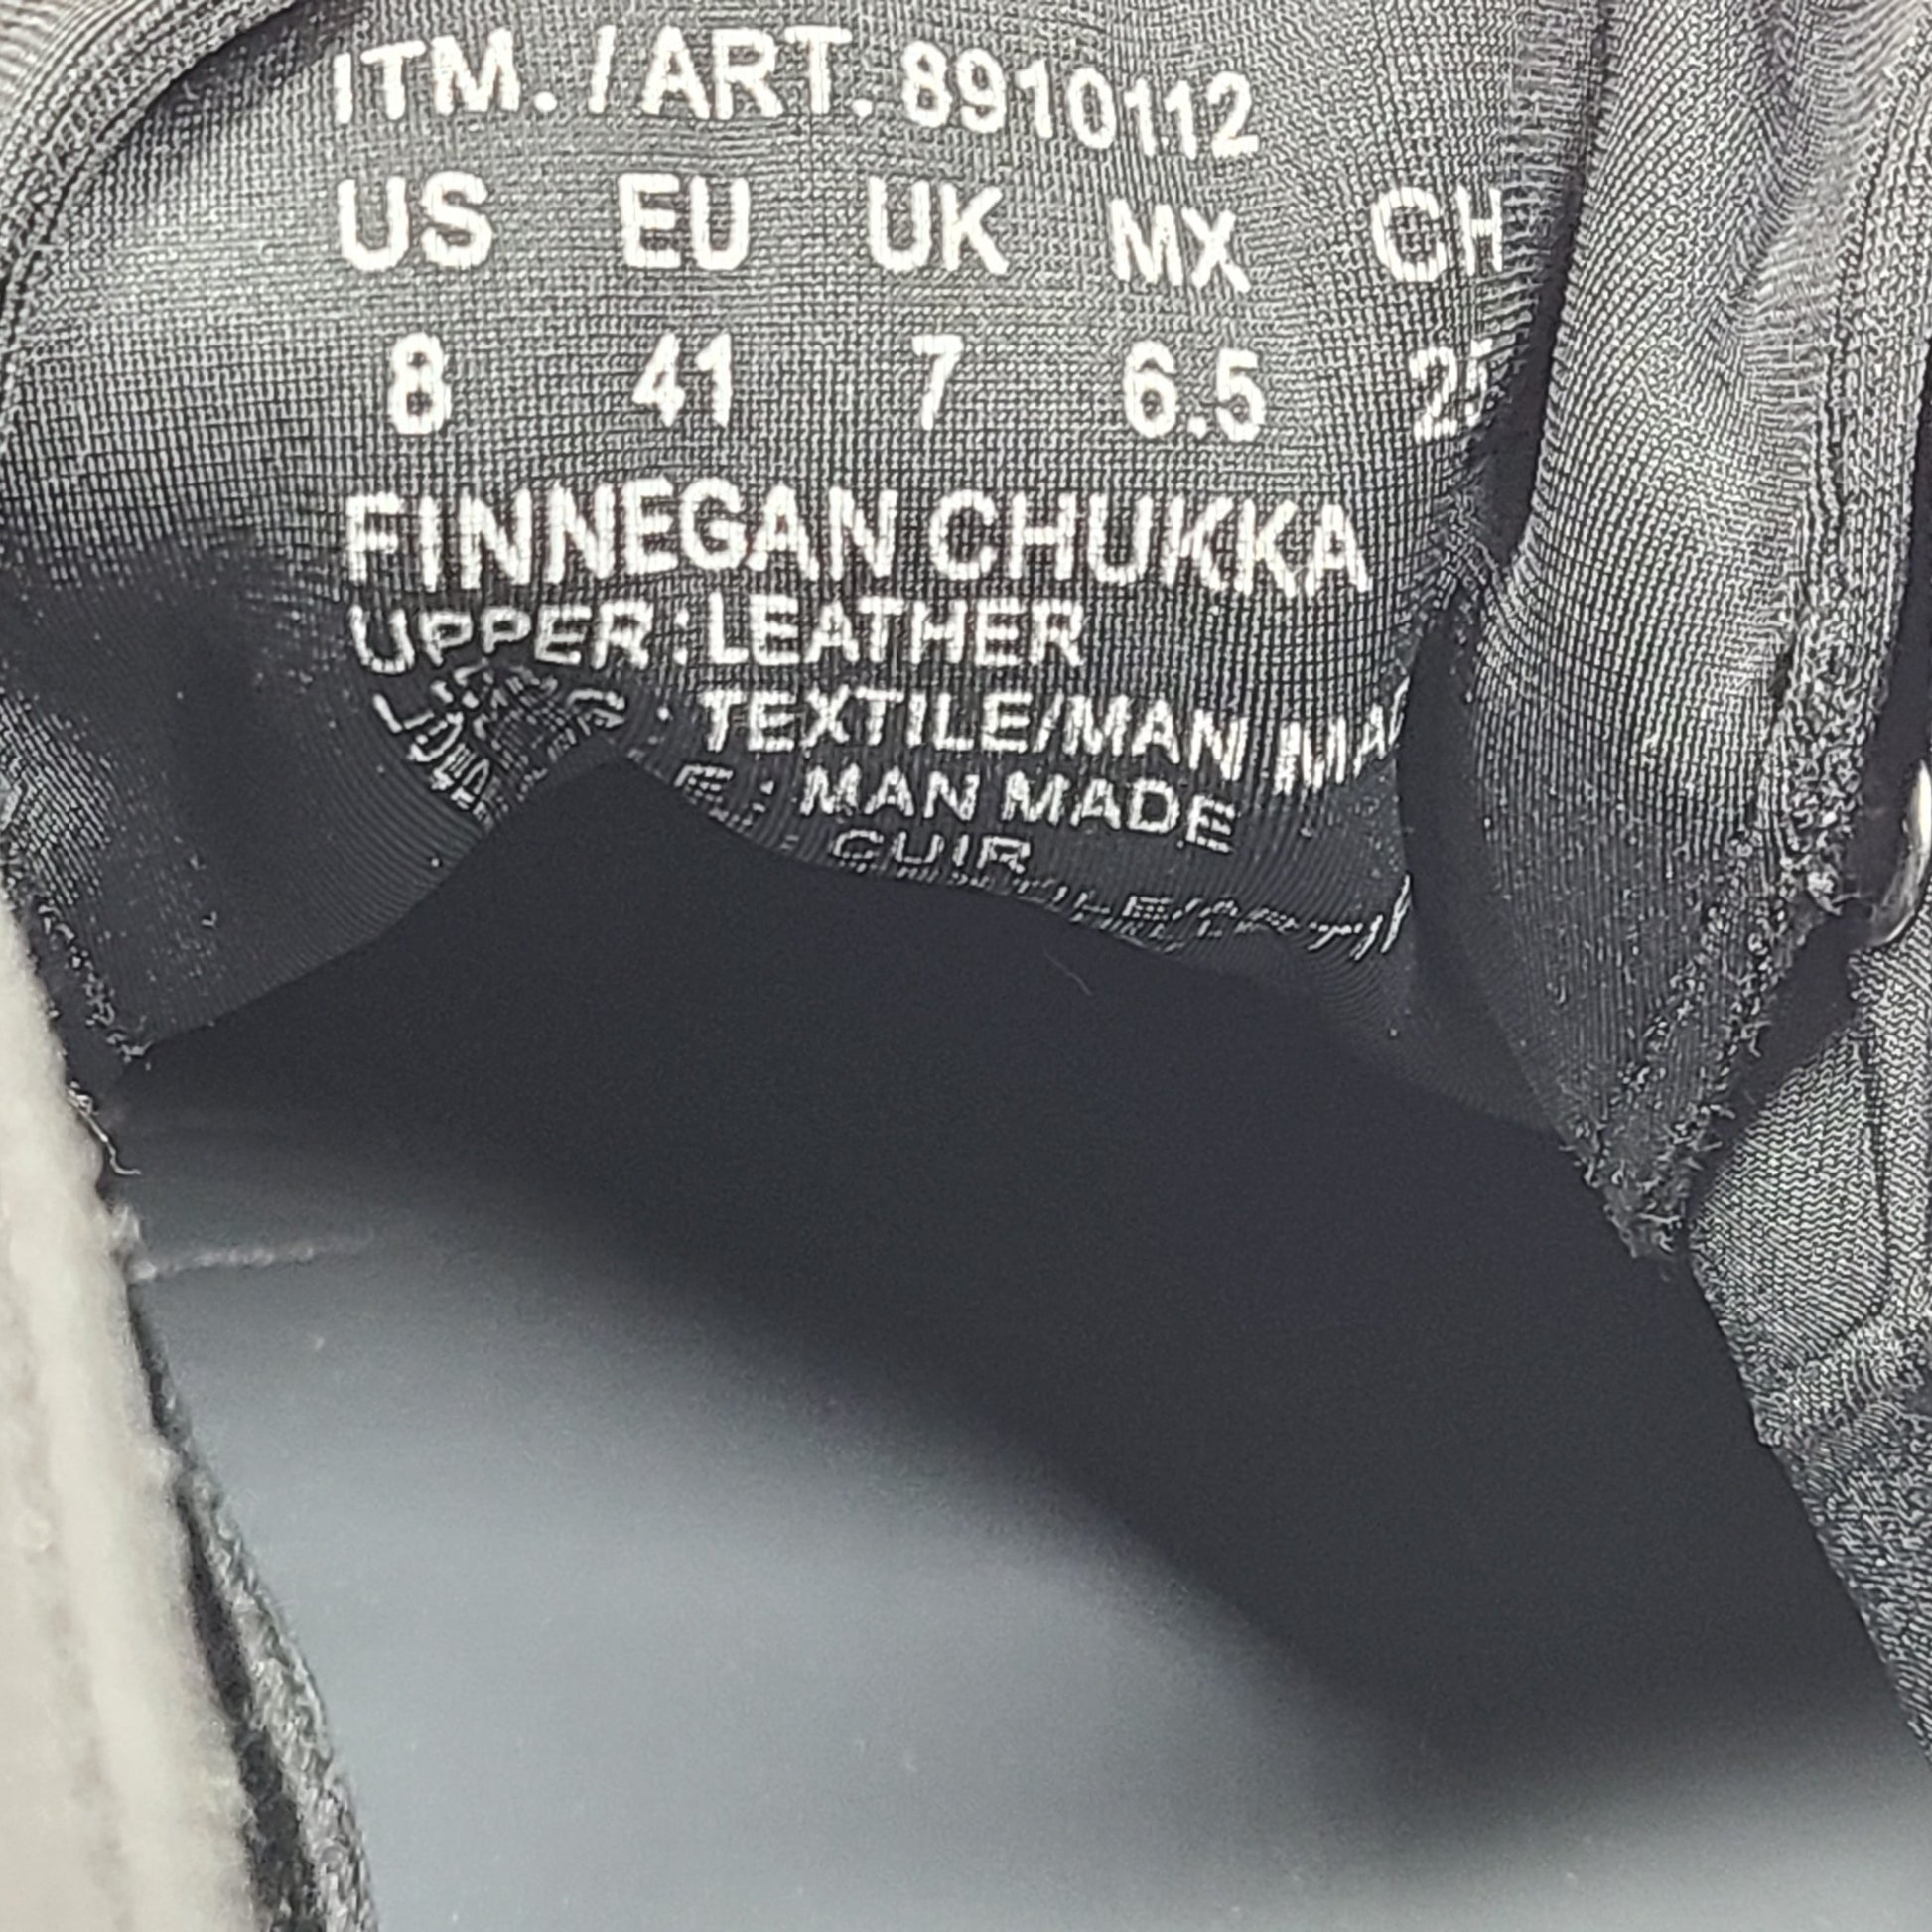 ITM. / ART. 8910112
US EU UK MX CH
8 41 7 6.5
FINNEGAN CHUKKA
UPPER : LEATHER
: TEXTILE/MAN
: MAN MADE
CUIR